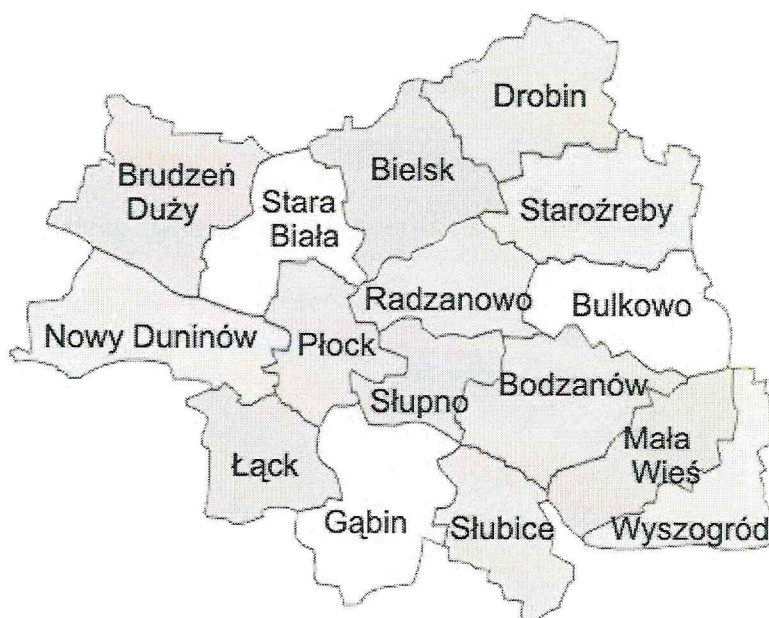 Drobin
Brudzeń
Duży
Bielsk
Stara
Biała
Staroźreby
Radzanowo
Bulkowo
Nowy Duninów
Płock
Słupno
Bodzanów
Mała
Wieś
Łąck
Gąbin
Słubice
Wyszogród